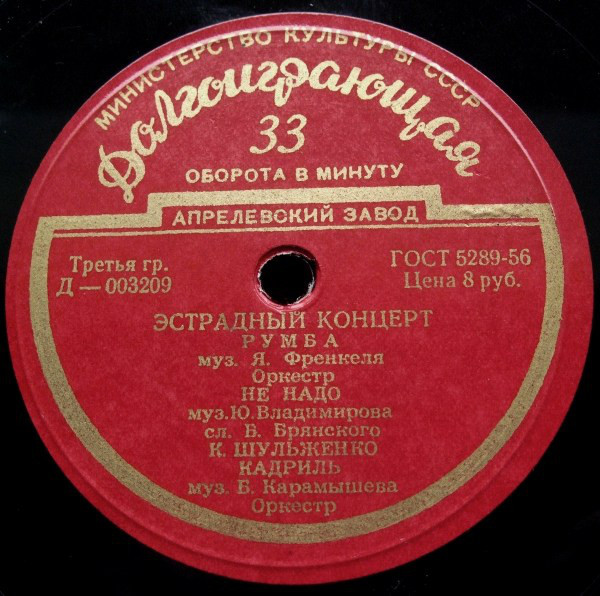 МИНИСТЕРСТВО КУЛЬТУРЫ СССР
Долгоиграющая
33
ОБОРОТА В МИНУТУ
АПРЕЛЕВСКИЙ ЗАВОД
Третья гр.
Д — 003209
ГОСТ 5289-56
Цена 8 руб.
ЭСТРАДНЫЙ КОНЦЕРТ
РУМБА
муз. Я. Френкеля
Оркестр
НЕ НАДО
муз. Ю. Владимирова
сл. В. Брянского
К. ШУЛЬЖЕНКО
КАДРИЛЬ
муз. Б. Карамышева
Оркестр